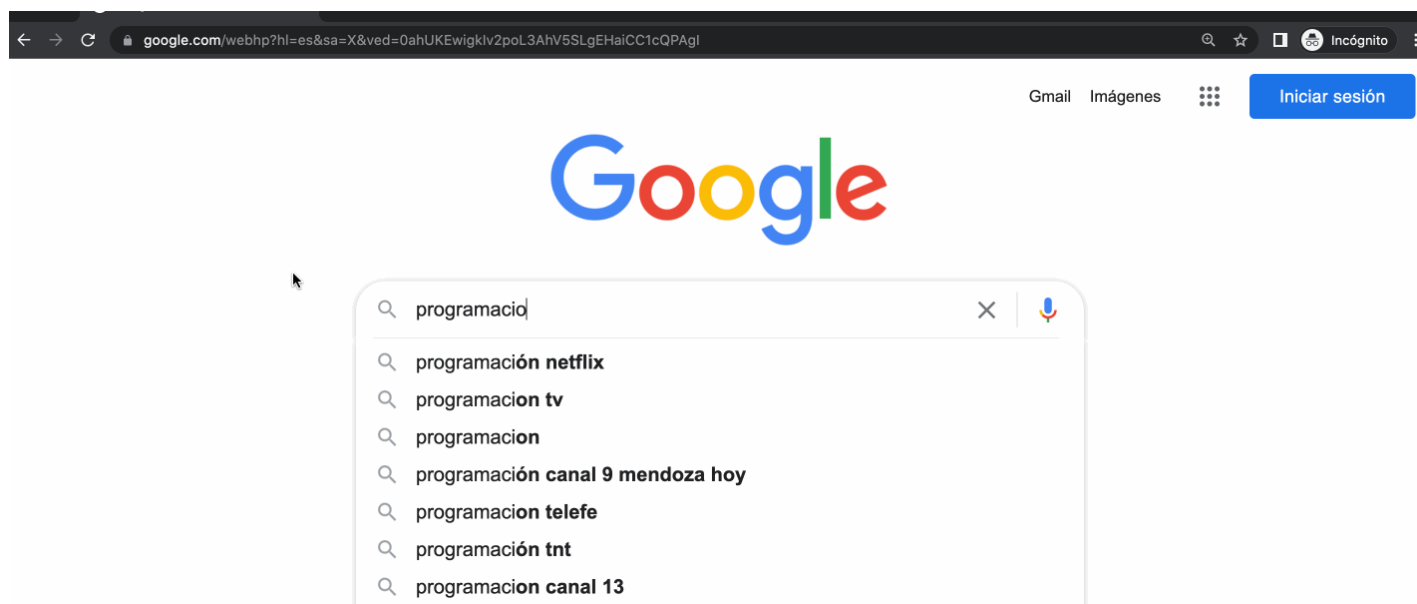 google.com/webhp?hl=es&sa=X&ved=0ahUKEwigkIv2poL3AhV5SLgEHaiCC1cQPAgI
Incógnito
Gmail Imágenes Iniciar sesión
Google
programacio
programación netflix
programacion tv
programacion
programación canal 9 mendoza hoy
programacion telefe
programación tnt
programacion canal 13